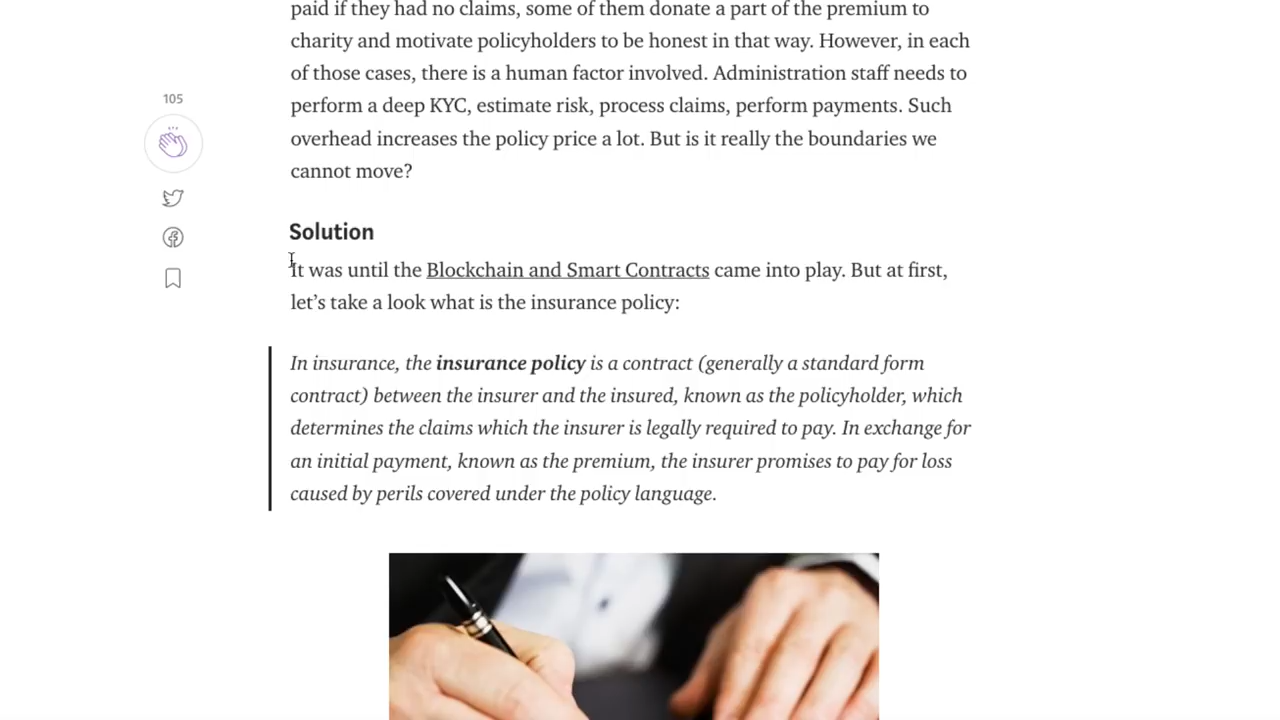 paid if they had no claims, some of them donate a part of the premium to
charity and motivate policyholders to be honest in that way. However, in each
of those cases, there is a human factor involved. Administration staff needs to
perform a deep KYC, estimate risk, process claims, perform payments. Such
overhead increases the policy price a lot. But is it really the boundaries we
cannot move?
105
Solution
It was until the Blockchain and Smart Contracts came into play. But at first,
let’s take a look what is the insurance policy:
In insurance, the insurance policy is a contract (generally a standard form
contract) between the insurer and the insured, known as the policyholder, which
determines the claims which the insurer is legally required to pay. In exchange for
an initial payment, known as the premium, the insurer promises to pay for loss
caused by perils covered under the policy language.